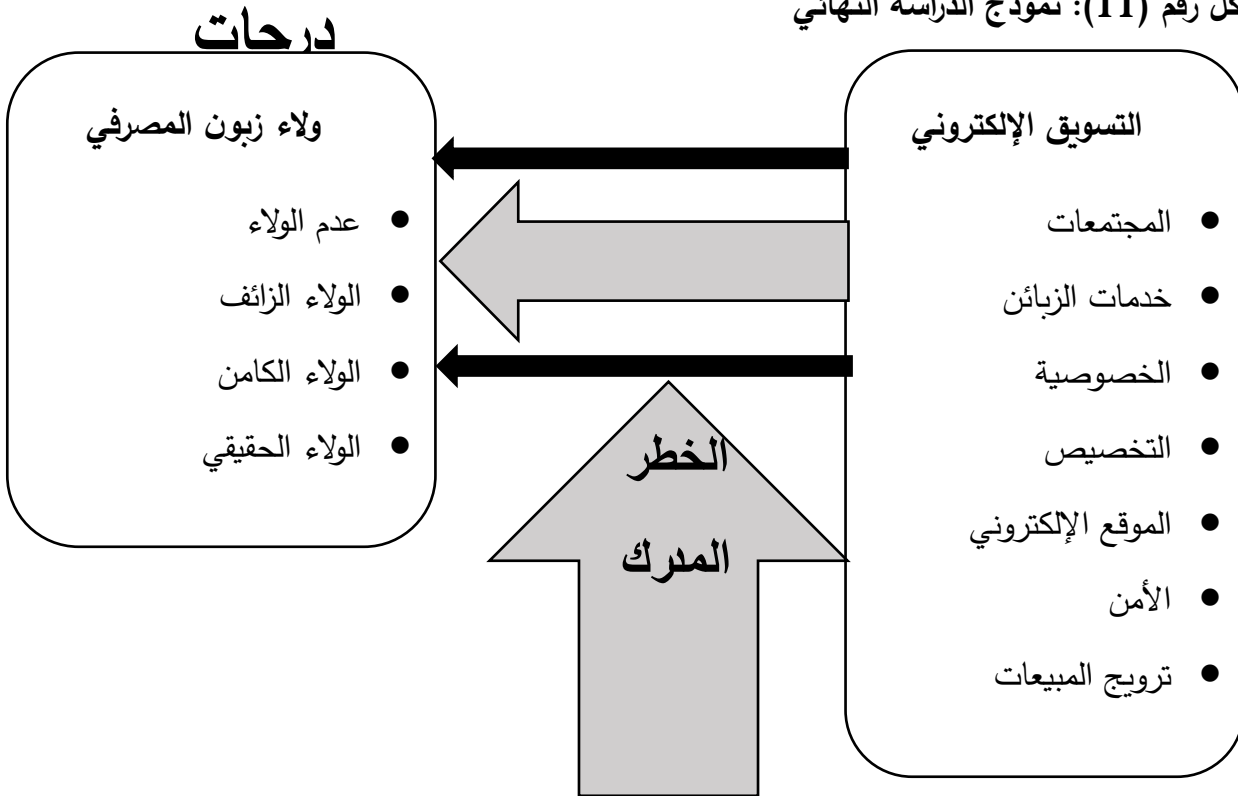 كل رقم (11): نموذج الدراسة النهائي
درجات
التسويق الإلكتروني
● المجتمعات
● خدمات الزبائن
● الخصوصية
● التخصيص
● الموقع الإلكتروني
● الأمن
● ترويج المبيعات
ولاء زبون المصرفي
● عدم الولاء
● الولاء الزائف
● الولاء الكامن
● الولاء الحقيقي
الخطر
المدرك